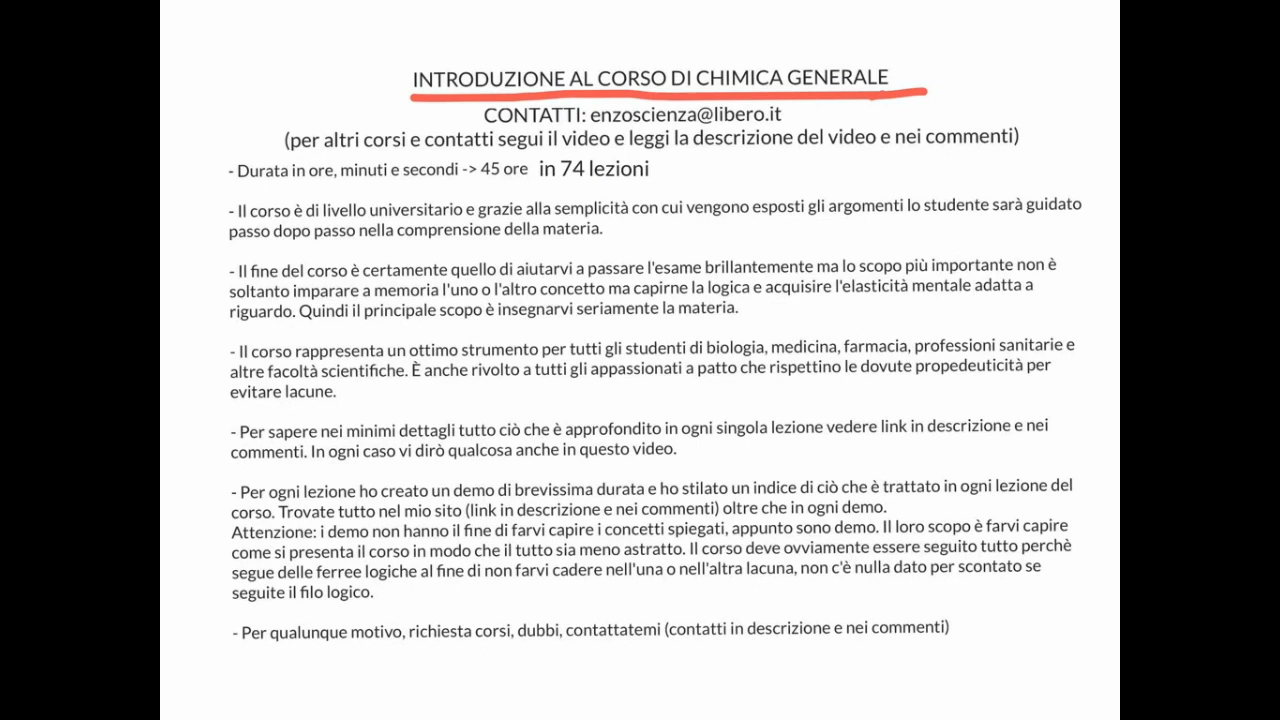 INTRODUZIONE AL CORSO DI CHIMICA GENERALE
CONTATTI: enzoscienza@libero.it
(per altri corsi e contatti segui il video e leggi la descrizione del video e nei commenti)
- Durata in ore, minuti e secondi -> 45 ore in 74 lezioni
- Il corso è di livello universitario e grazie alla semplicità con cui vengono esposti gli argomenti lo studente sarà guidato
passo dopo passo nella comprensione della materia.
- Il fine del corso è certamente quello di aiutarvi a passare l'esame brillantemente ma lo scopo più importante non è
soltanto imparare a memoria l'uno o l'altro concetto ma capirne la logica e acquisire l'elasticità mentale adatta a
riguardo. Quindi il principale scopo è insegnarvi seriamente la materia.
- Il corso rappresenta un ottimo strumento per tutti gli studenti di biologia, medicina, farmacia, professioni sanitarie e
altre facoltà scientifiche. È anche rivolto a tutti gli appassionati a patto che rispettino le dovute propedeuticità per
evitare lacune.
- Per sapere nei minimi dettagli tutto ciò che è approfondito in ogni singola lezione vedere link in descrizione e nei
commenti. In ogni caso vi dirò qualcosa anche in questo video.
- Per ogni lezione ho creato un demo di brevissima durata e ho stilato un indice di ciò che è trattato in ogni lezione del
corso. Trovate tutto nel mio sito (link in descrizione e nei commenti) oltre che in ogni demo.
Attenzione: i demo non hanno il fine di farvi capire i concetti spiegati, appunto sono demo. Il loro scopo è farvi capire
come si presenta il corso in modo che il tutto sia meno astratto. Il corso deve ovviamente essere seguito tutto perchè
segue delle ferree logiche al fine di non farvi cadere nell'una o nell'altra lacuna, non c'è nulla dato per scontato se
seguite il filo logico.
- Per qualunque motivo, richiesta corsi, dubbi, contattatemi (contatti in descrizione e nei commenti)